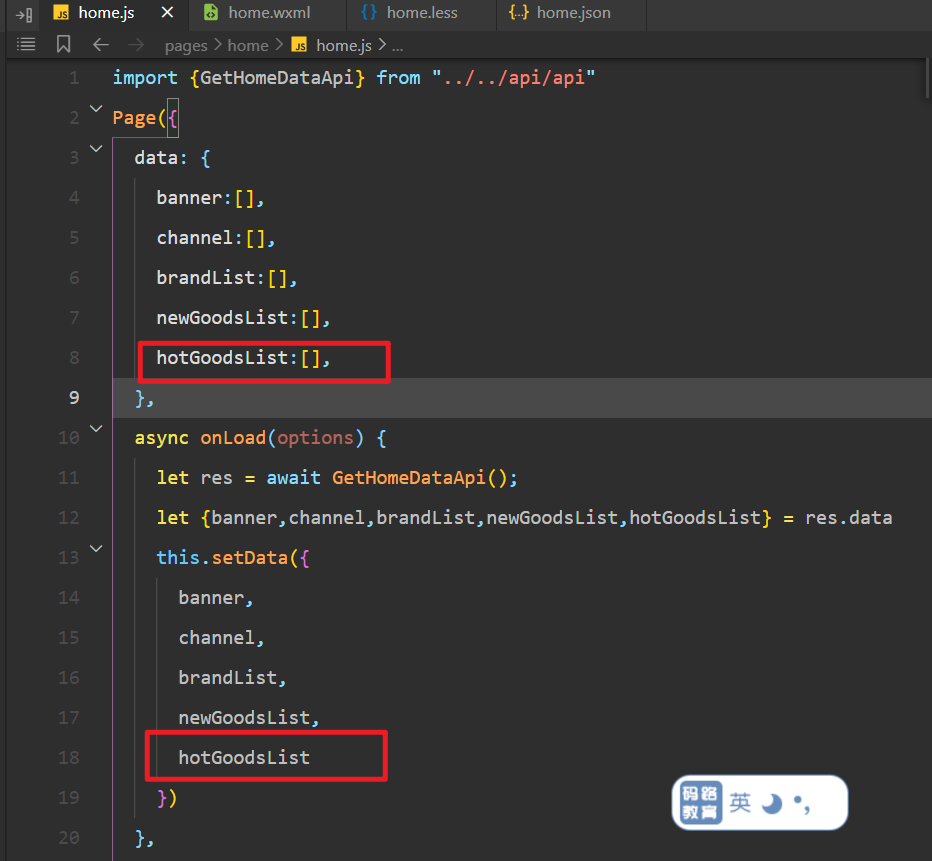 home.js
home.wxml
home.less
home.json
pages > home > home.js > ...
1 import {GetHomeDataApi} from "../../api/api"
2 Page({
3 data: {
4 banner:[],
5 channel:[],
6 brandList:[],
7 newGoodsList:[],
8 hotGoodsList:[],
9 },
10 async onLoad(options) {
11 let res = await GetHomeDataApi();
12 let {banner,channel,brandList,newGoodsList,hotGoodsList} = res.data
13 this.setData({
14 banner,
15 channel,
16 brandList,
17 newGoodsList,
18 hotGoodsList
19 })
20 },
码路
教育
英